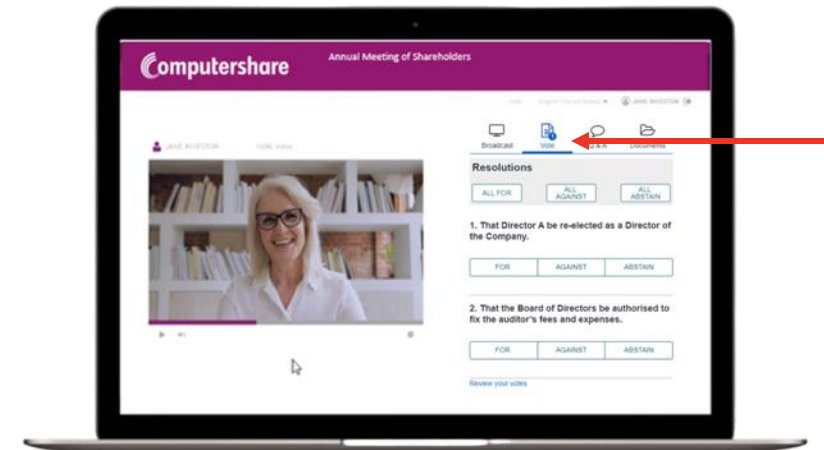 Computershare
Annual Meeting of Shareholders
JANE INVESTOR
JANE INVESTOR
Broadcast
Vote
Q & A
Documents
Resolutions
ALL FOR
ALL
AGAINST
ALL
ABSTAIN
1. That Director A be re-elected as a Director of
the Company.
FOR AGAINST ABSTAIN
2. That the Board of Directors be authorised to
fix the auditor's fees and expenses.
FOR AGAINST ABSTAIN
Review your votes